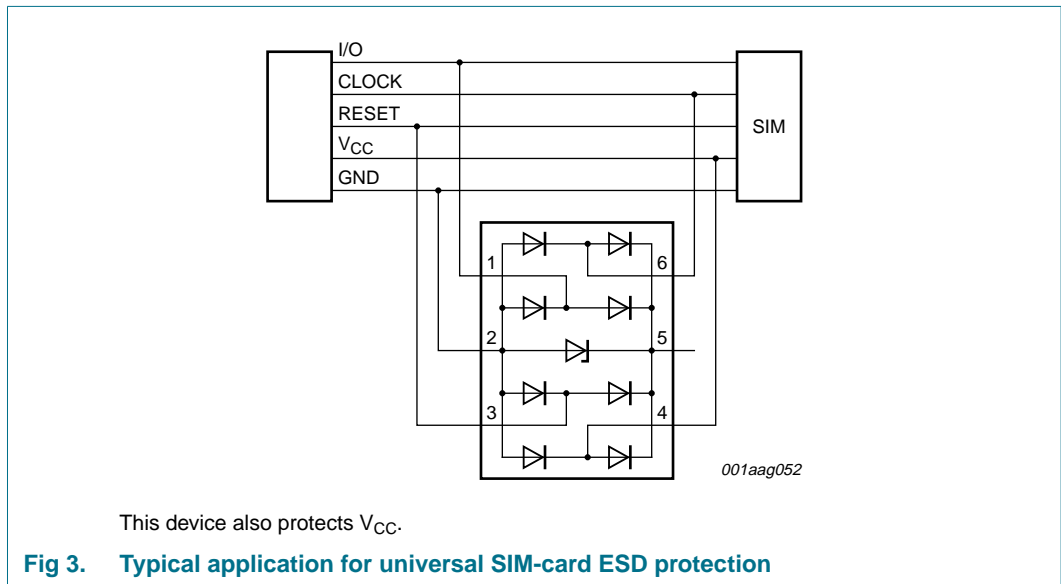 I/O
CLOCK
RESET
VCC
GND
SIM
1
6
2
5
3
4
001aag052
This device also protects VCC.
Fig 3. Typical application for universal SIM-card ESD protection